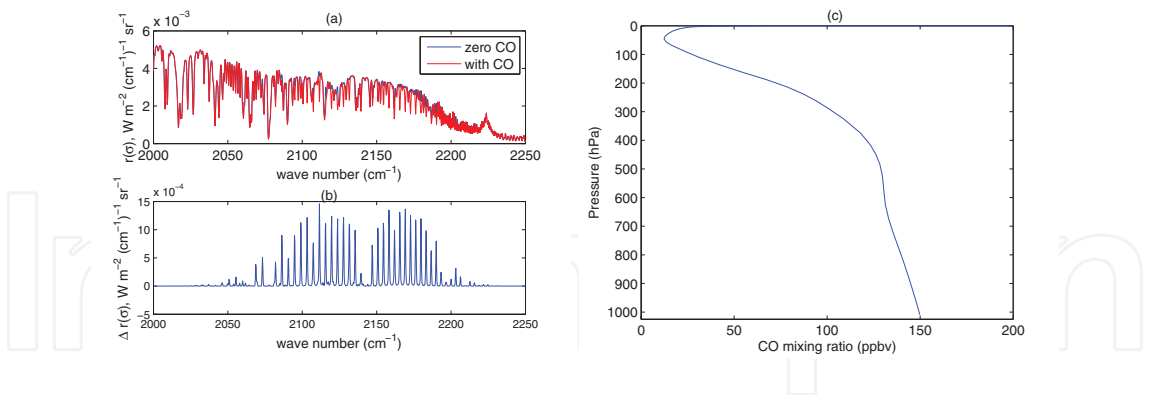 (a)
x 10⁻³
6
4
2
0
r(σ), W m⁻² (cm⁻¹)⁻¹ sr⁻¹
zero CO
with CO
2000 2050 2100 2150 2200 2250
wave number (cm⁻¹)
(b)
x 10⁻⁴
15
10
5
0
−5
Δ r(σ), W m⁻² (cm⁻¹)⁻¹ sr⁻¹
2000 2050 2100 2150 2200 2250
wave number (cm⁻¹)
(c)
0
100
200
300
400
500
600
700
800
900
1000
Pressure (hPa)
0 50 100 150 200
CO mixing ratio (ppbv)